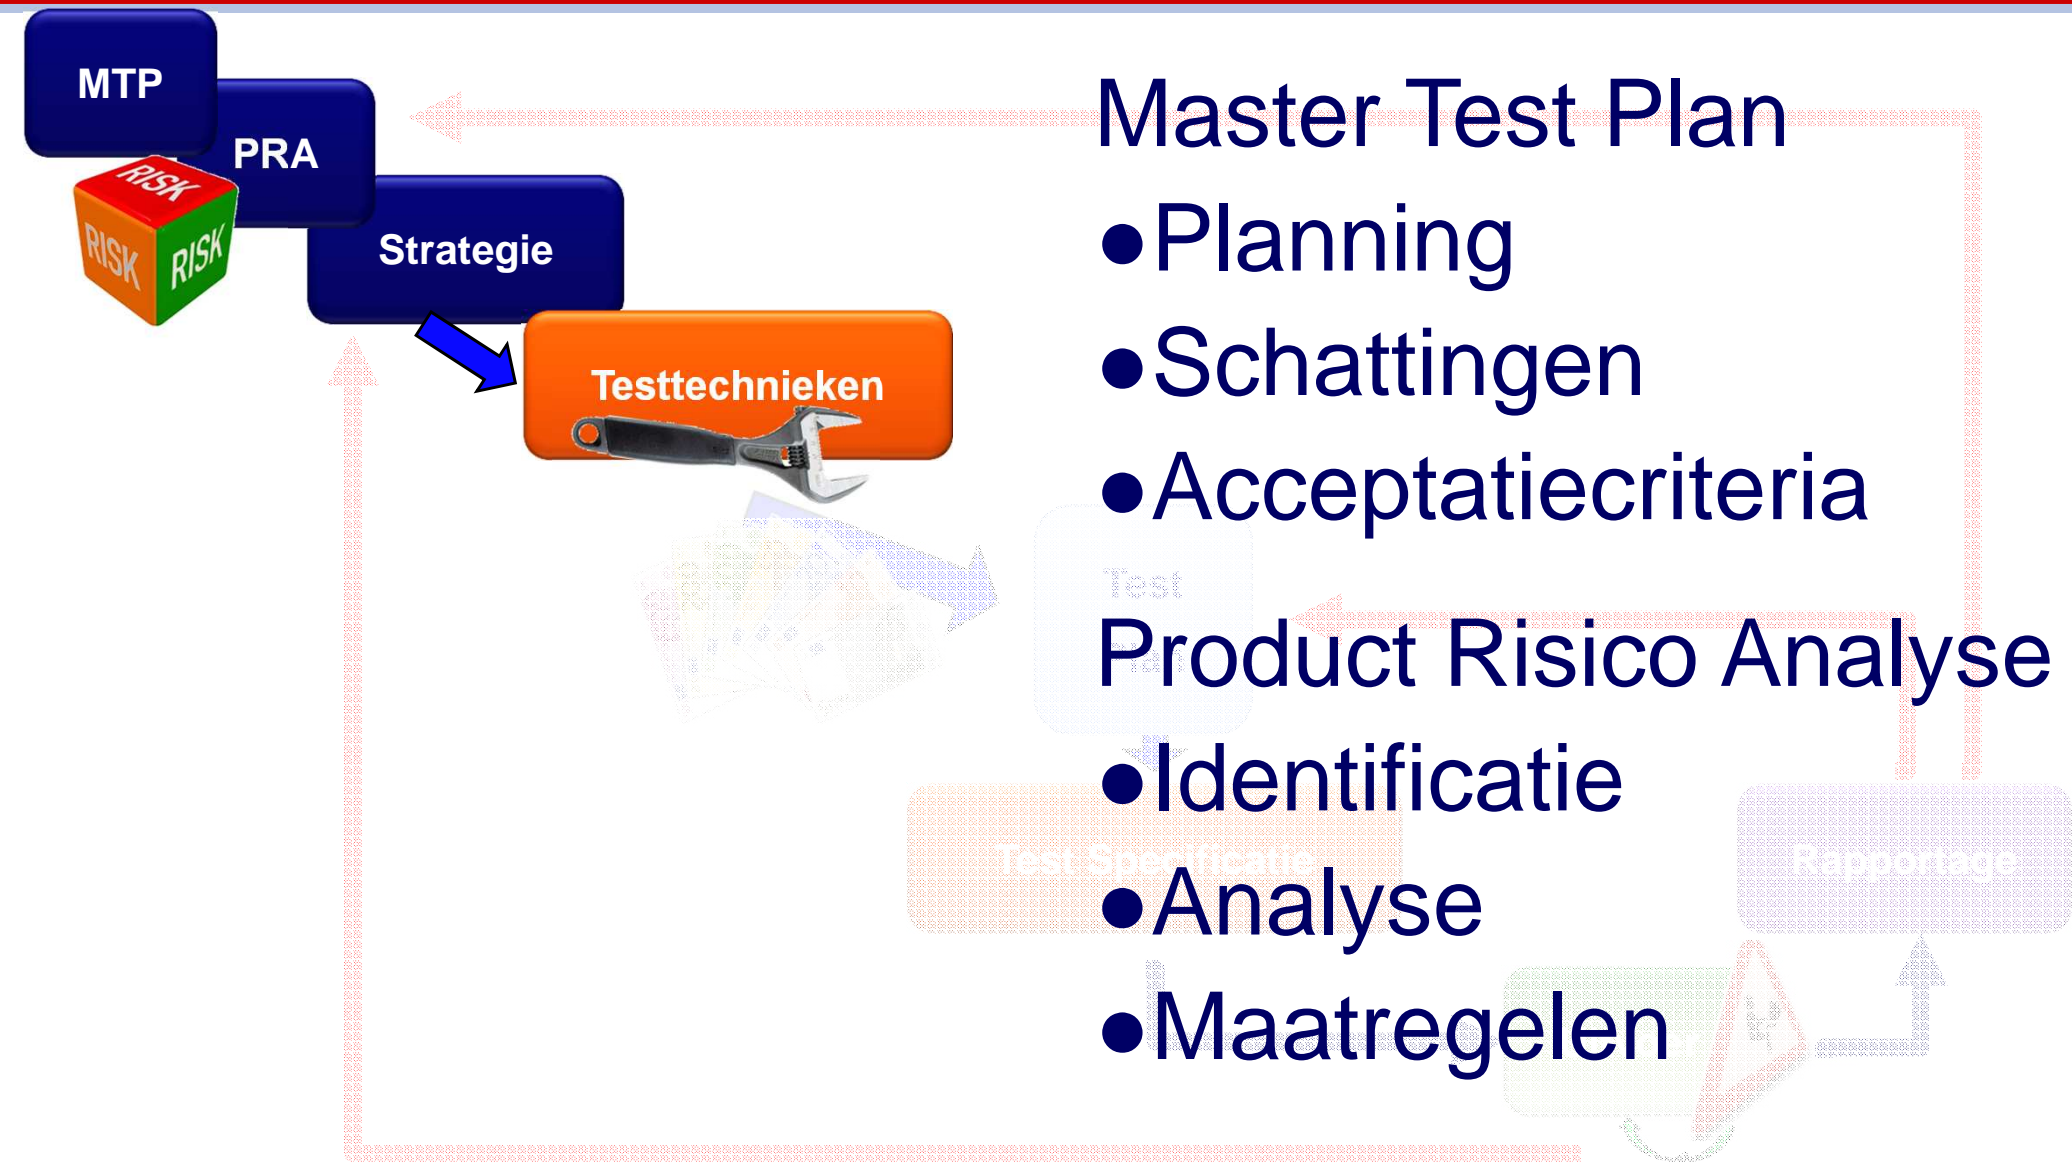 MTP
PRA
RISK
RISK
RISK
Strategie
Testtechnieken
Master Test Plan
●Planning
●Schattingen
●Acceptatiecriteria
Test
Product Risico Analyse
●Identificatie
●Analyse
●Maatregelen
Test Specificatie
Rapportage